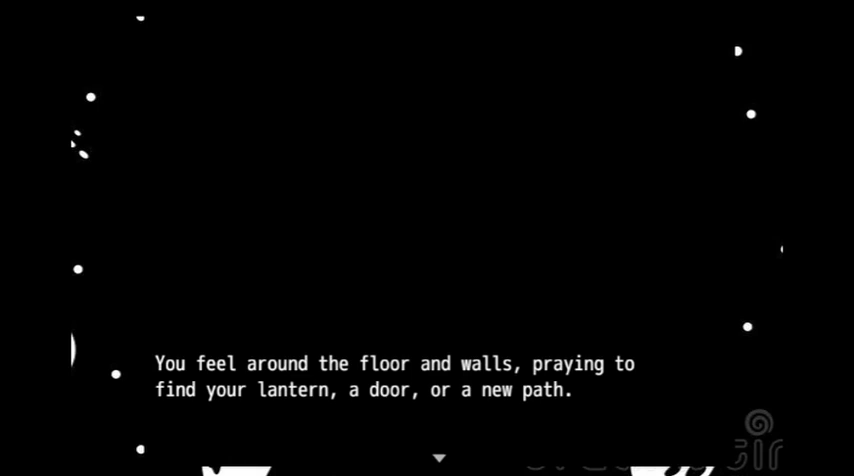 You feel around the floor and walls, praying to
find your lantern, a door, or a new path.